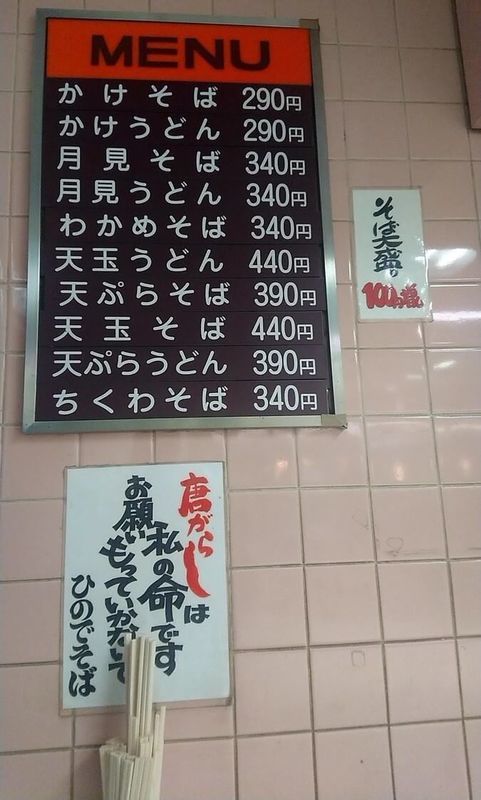 MENU
かけそば 290円
かけうどん 290円
月見そば 340円
月見うどん 340円
わかめそば 340円
天玉うどん 440円
天ぷらそば 390円
天玉そば 440円
天ぷらうどん 390円
ちくわそば 340円
そば大盛り
100円増
唐がらしは
私の命です
お願いもっていかないで
ひのでそば